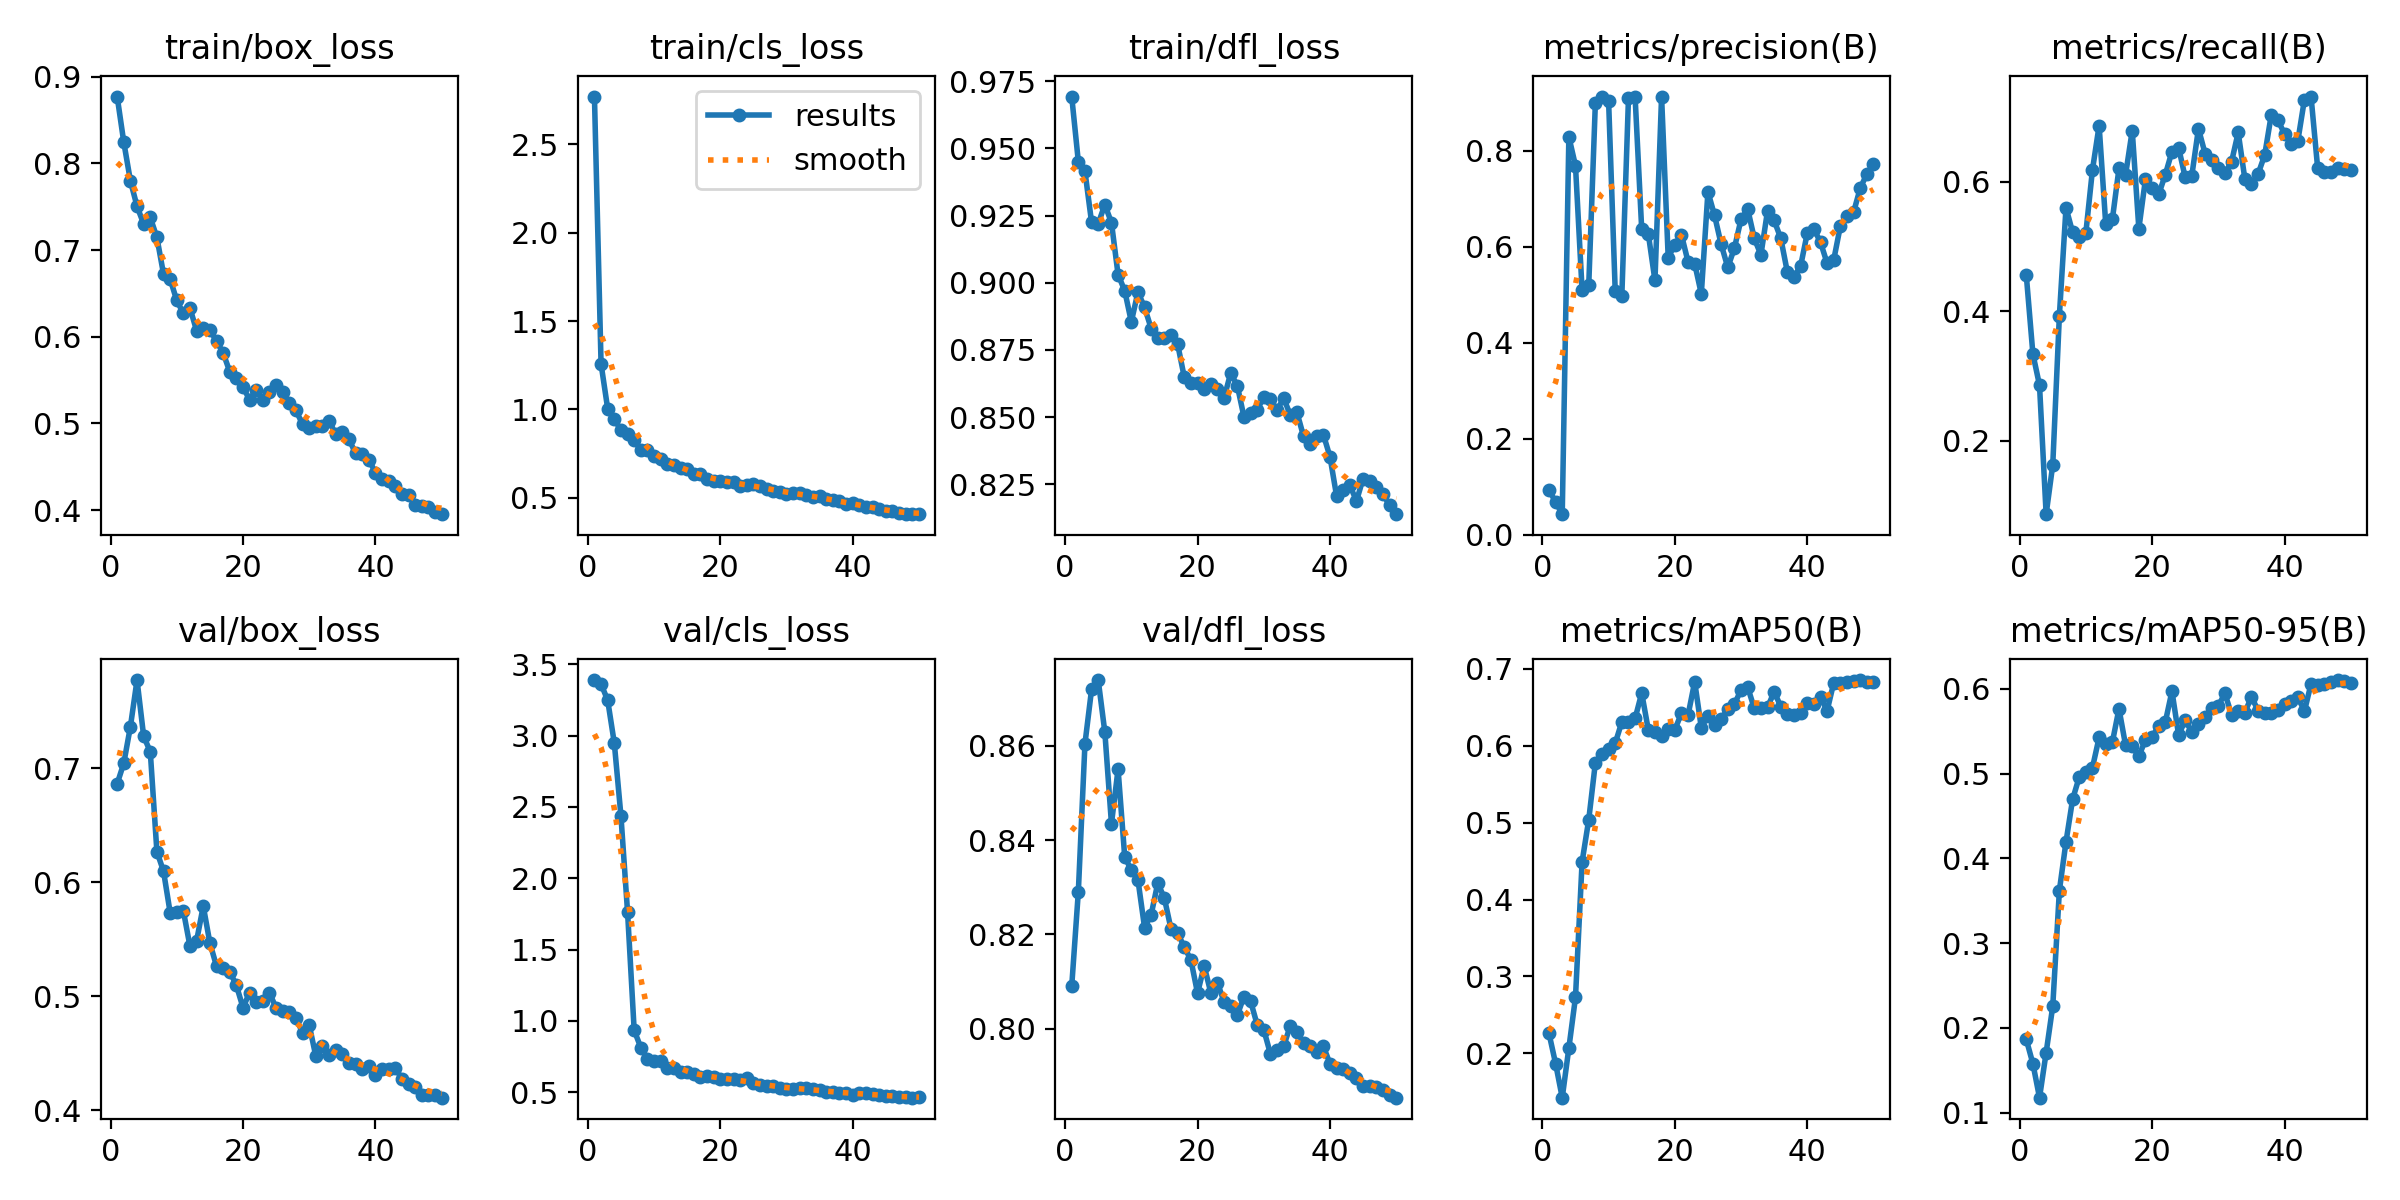 train/box_loss
0.9
0.8
0.7
0.6
0.5
0.4
0 20 40
train/cls_loss
results
smooth
2.5
2.0
1.5
1.0
0.5
0 20 40
train/dfl_loss
0.975
0.950
0.925
0.900
0.875
0.850
0.825
0 20 40
metrics/precision(B)
0.8
0.6
0.4
0.2
0.0
0 20 40
metrics/recall(B)
0.6
0.4
0.2
0 20 40
val/box_loss
0.7
0.6
0.5
0.4
0 20 40
val/cls_loss
3.5
3.0
2.5
2.0
1.5
1.0
0.5
0 20 40
val/dfl_loss
0.86
0.84
0.82
0.80
0 20 40
metrics/mAP50(B)
0.7
0.6
0.5
0.4
0.3
0.2
0 20 40
metrics/mAP50-95(B)
0.6
0.5
0.4
0.3
0.2
0.1
0 20 40